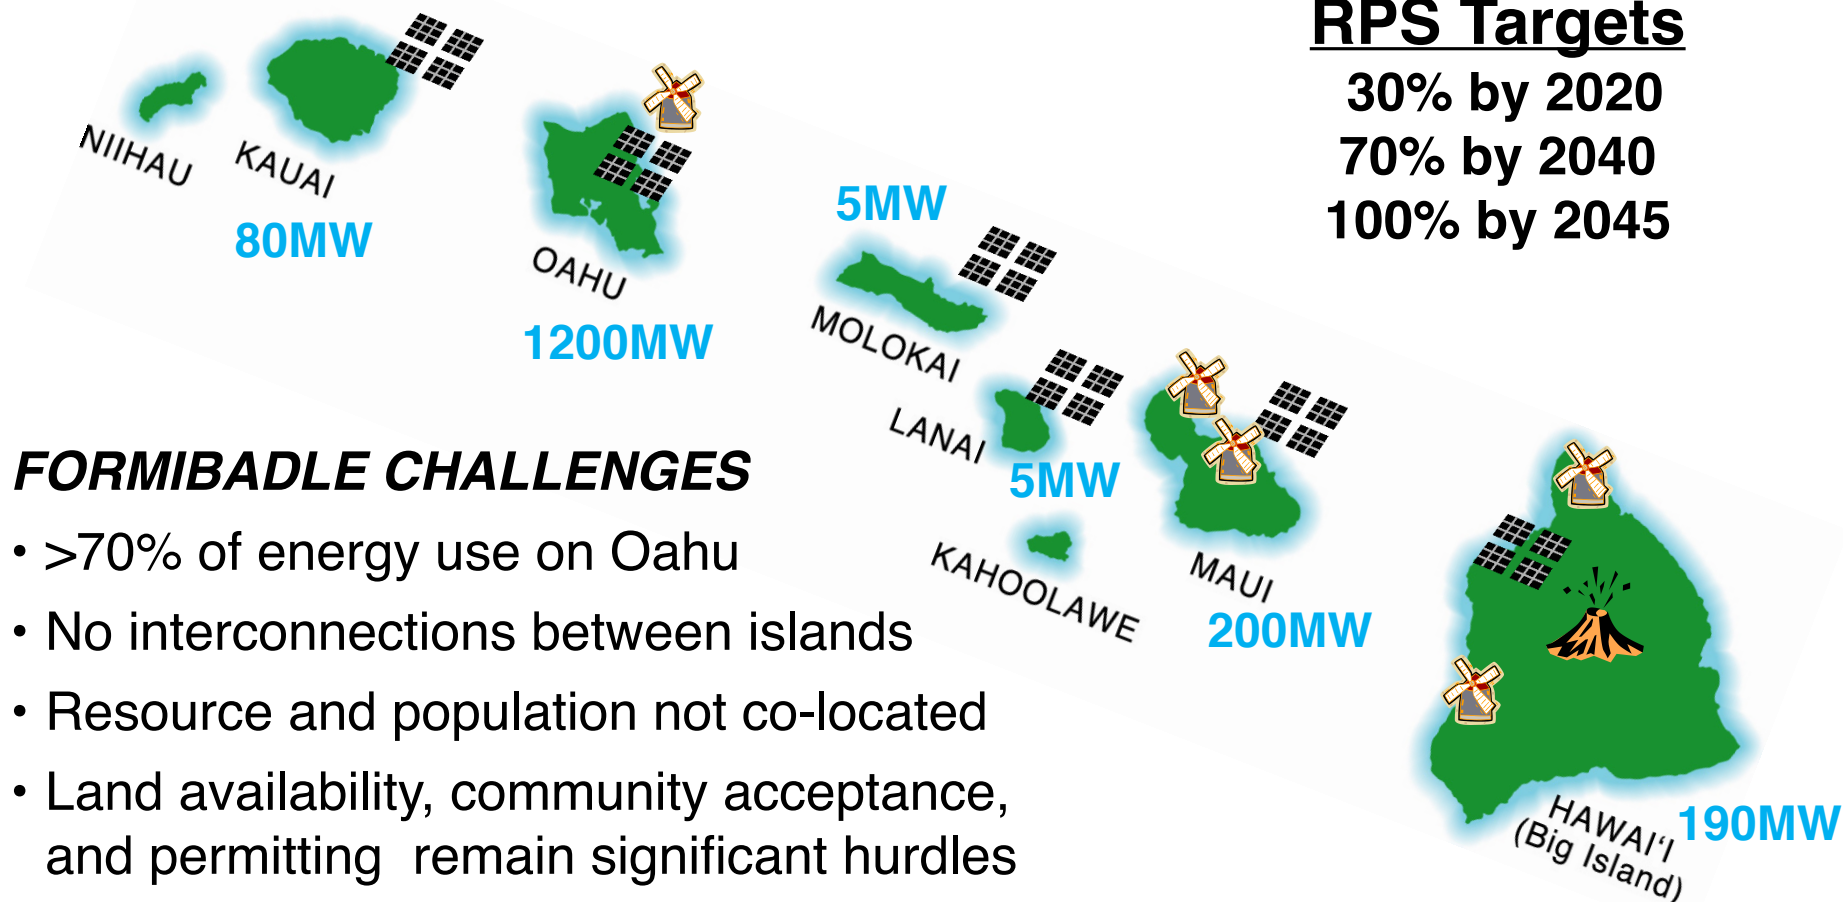 RPS Targets
30% by 2020
70% by 2040
100% by 2045
NIIHAU
KAUAI
80MW
OAHU
1200MW
5MW
MOLOKAI
LANAI
5MW
KAHOOLAWE
MAUI
200MW
HAWAI‘I
(Big Island)
190MW
FORMIBADLE CHALLENGES
• >70% of energy use on Oahu
• No interconnections between islands
• Resource and population not co-located
• Land availability, community acceptance,
and permitting  remain significant hurdles